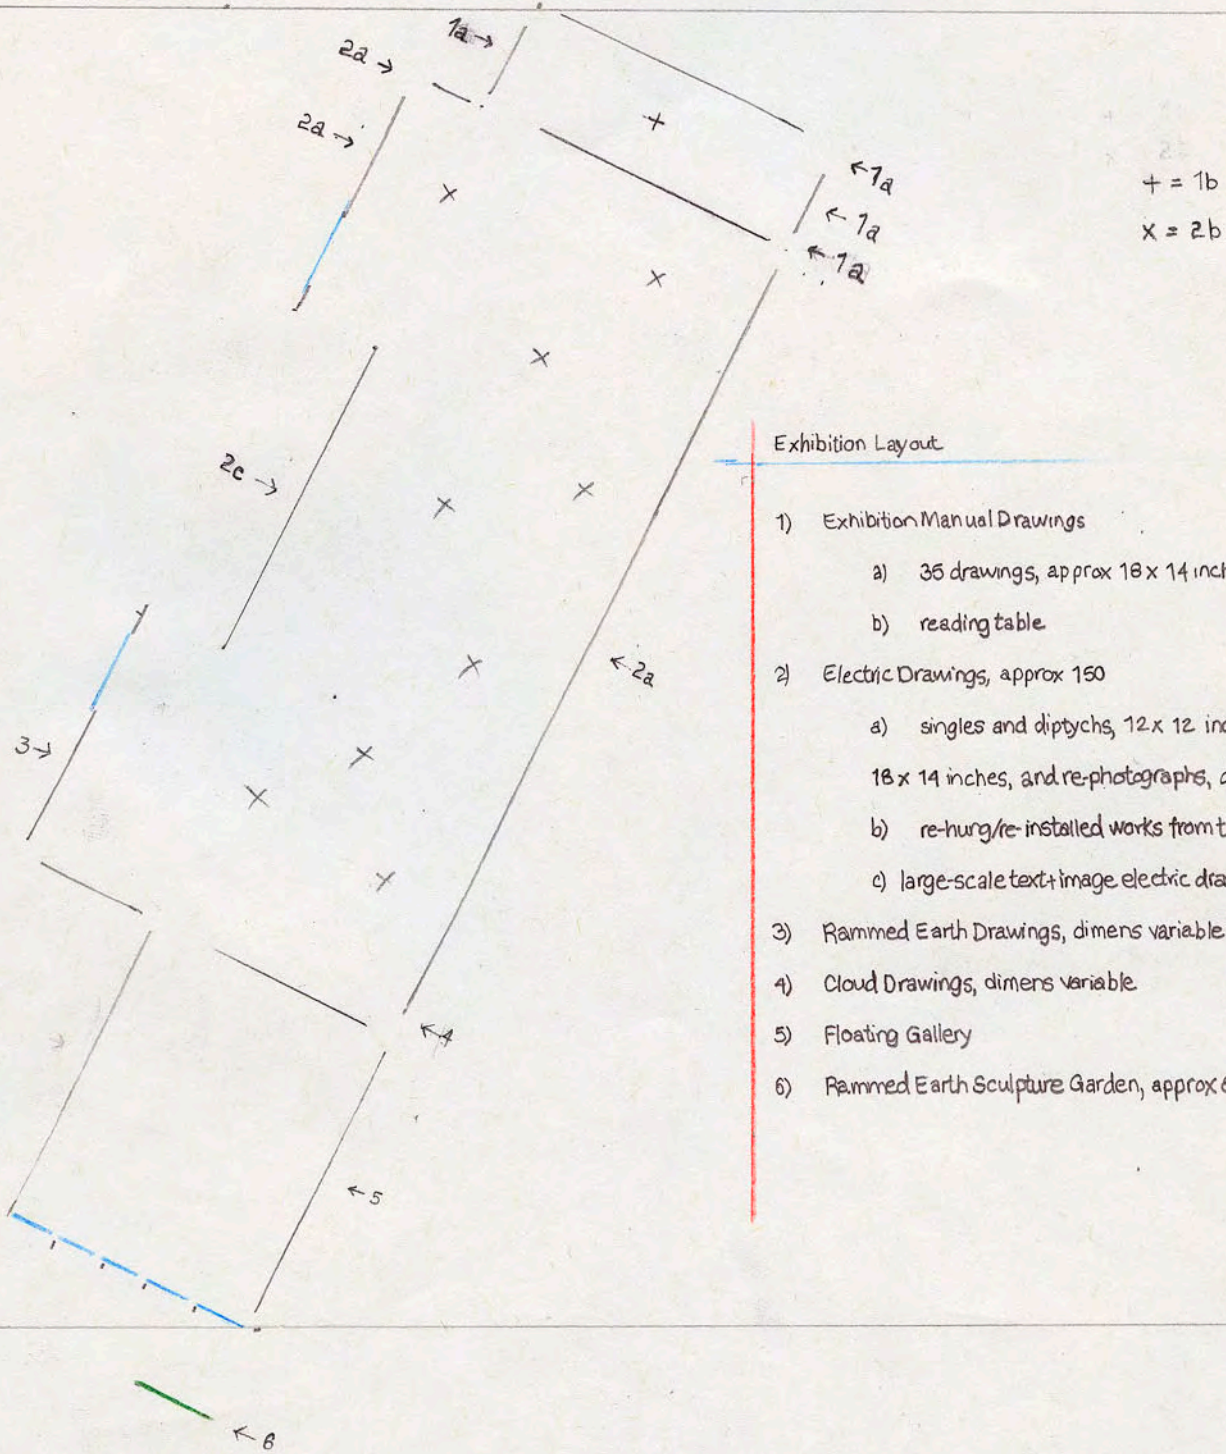 1a →
2a →
2a →
+
←1a
←1a
←1a
+ = 1b
x = 2b
x
x
x
Exhibition Layout
2c →
x
x
1) Exhibition Manual Drawings
a) 35 drawings, approx 18 x 14 inch
b) reading table
x
←2a
2) Electric Drawings, approx 150
a) singles and diptychs, 12 x 12 inc
18 x 14 inches, and re-photographs,
3→
x
x
b) re-hung/re-installed works from t
x
c) large-scale text+image electric dra
3) Rammed Earth Drawings, dimens variable
4) Cloud Drawings, dimens variable
←4
5) Floating Gallery
6) Rammed Earth Sculpture Garden, approx 6
←5
←6